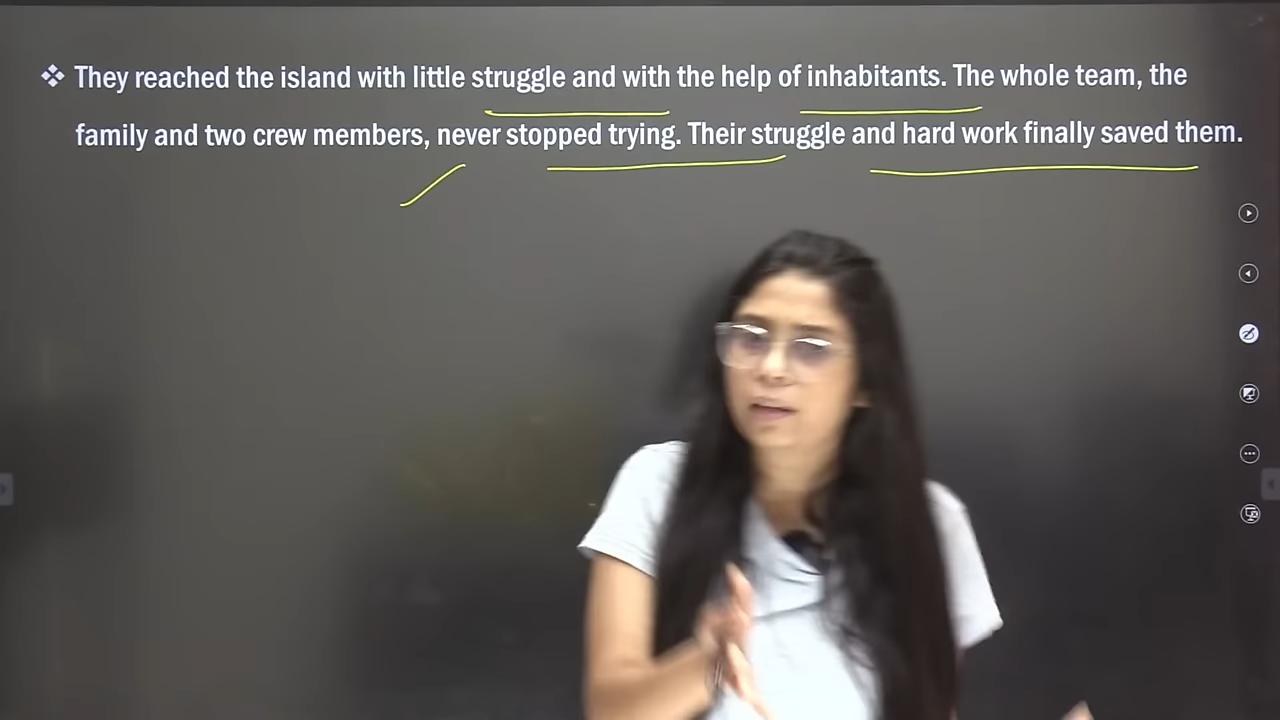 ❖ They reached the island with little struggle and with the help of inhabitants. The whole team, the
family and two crew members, never stopped trying. Their struggle and hard work finally saved them.